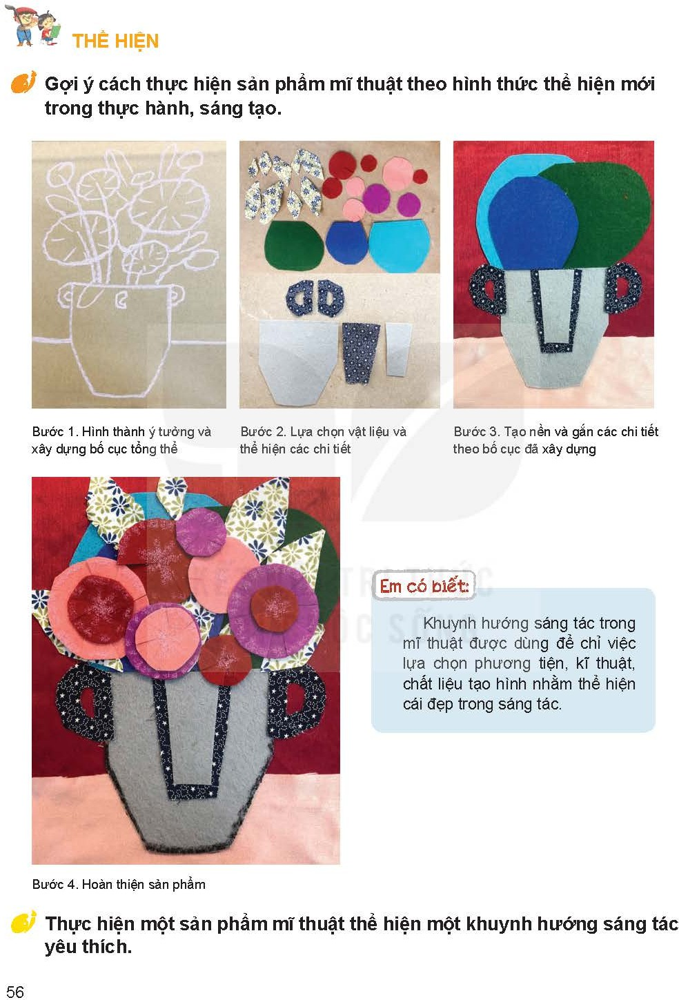 THỂ HIỆN
Gợi ý cách thực hiện sản phẩm mĩ thuật theo hình thức thể hiện mới
trong thực hành, sáng tạo.
Bước 1. Hình thành ý tưởng và
xây dựng bố cục tổng thể
Bước 2. Lựa chọn vật liệu và
thể hiện các chi tiết
Bước 3. Tạo nền và gắn các chi tiết
theo bố cục đã xây dựng
Em có biết:
Khuynh hướng sáng tác trong
mĩ thuật được dùng để chỉ việc
lựa chọn phương tiện, kĩ thuật,
chất liệu tạo hình nhằm thể hiện
cái đẹp trong sáng tác.
Bước 4. Hoàn thiện sản phẩm
Thực hiện một sản phẩm mĩ thuật thể hiện một khuynh hướng sáng tác
yêu thích.
56